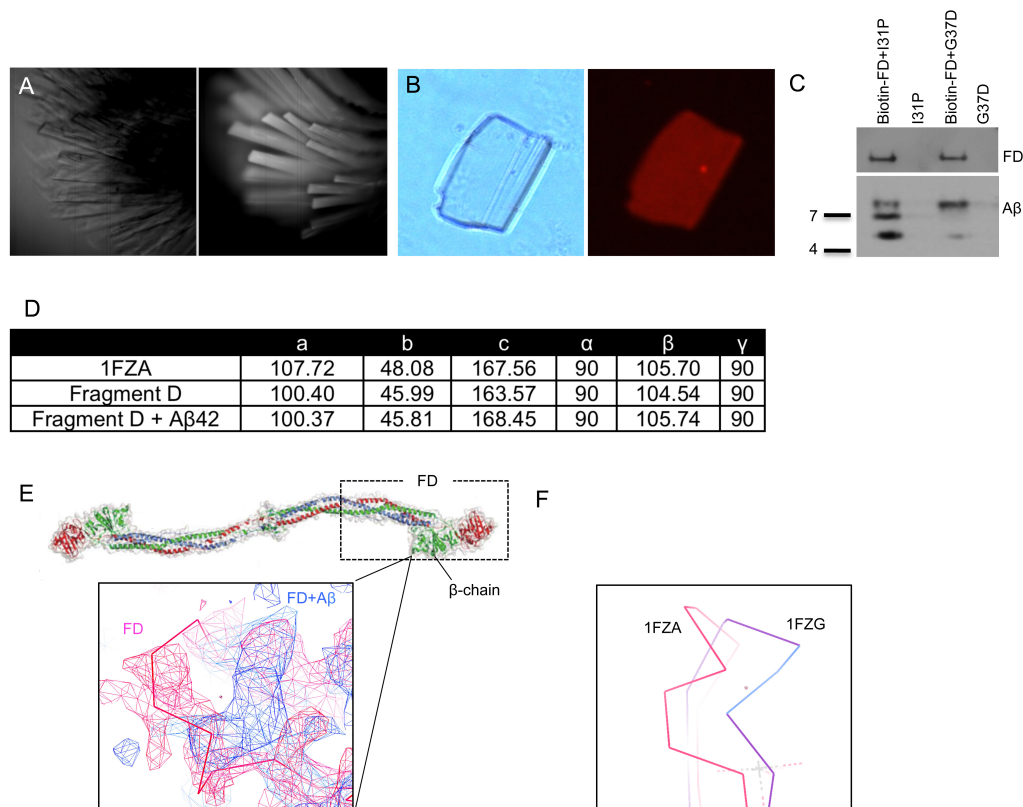 A
B
C
Biotin-FD+I31P
I31P
Biotin-FD+G37D
G37D
FD
Aβ
7
4
D
a b c α β γ
1FZA 107.72 48.08 167.56 90 105.70 90
Fragment D 100.40 45.99 163.57 90 104.54 90
Fragment D + Aβ42 100.37 45.81 168.45 90 105.74 90
E
FD
β-chain
FD
FD+Aβ
F
1FZA
1FZG